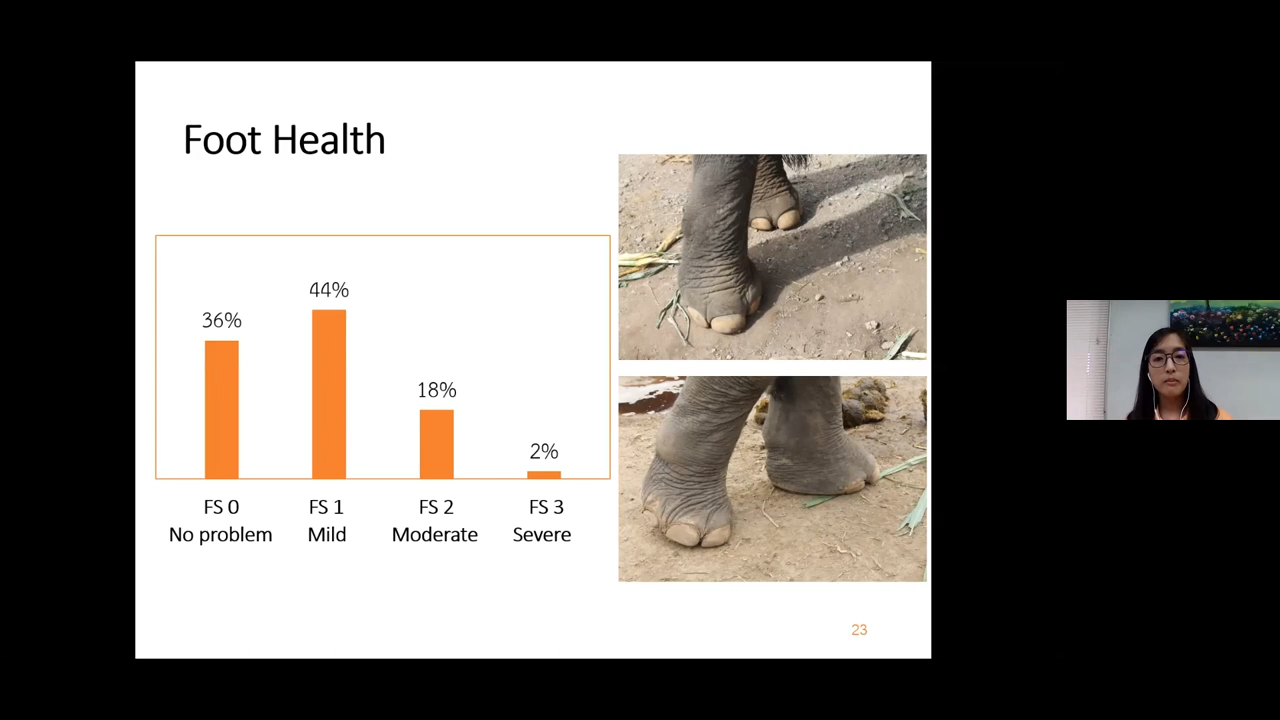 Foot Health
36%
44%
18%
2%
FS 0
FS 1
FS 2
FS 3
No problem
Mild
Moderate
Severe
23